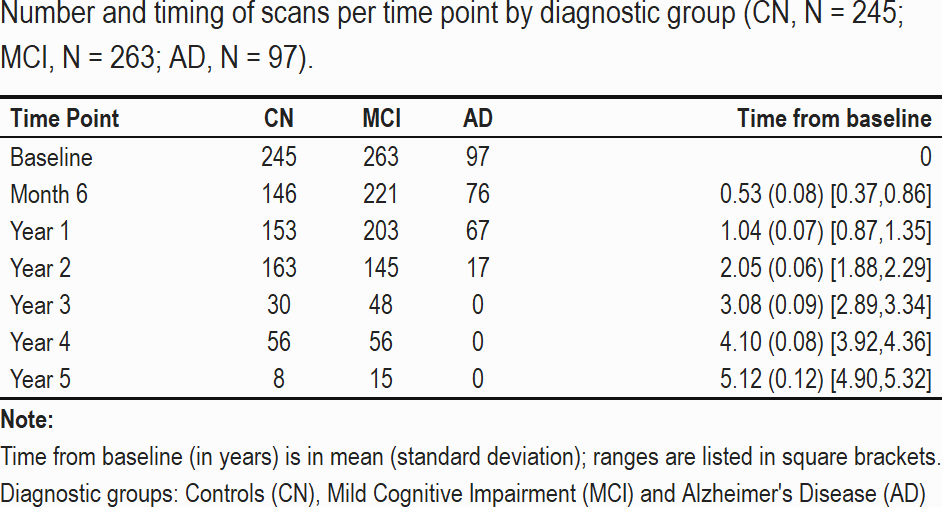 Number and timing of scans per time point by diagnostic group (CN, N = 245;
MCI, N = 263; AD, N = 97).
Time Point CN MCI AD Time from baseline
Baseline 245 263 97 0
Month 6 146 221 76 0.53 (0.08) [0.37,0.86]
Year 1 153 203 67 1.04 (0.07) [0.87,1.35]
Year 2 163 145 17 2.05 (0.06) [1.88,2.29]
Year 3 30 48 0 3.08 (0.09) [2.89,3.34]
Year 4 56 56 0 4.10 (0.08) [3.92,4.36]
Year 5 8 15 0 5.12 (0.12) [4.90,5.32]
Note:
Time from baseline (in years) is in mean (standard deviation); ranges are listed in square brackets.
Diagnostic groups: Controls (CN), Mild Cognitive Impairment (MCI) and Alzheimer's Disease (AD)